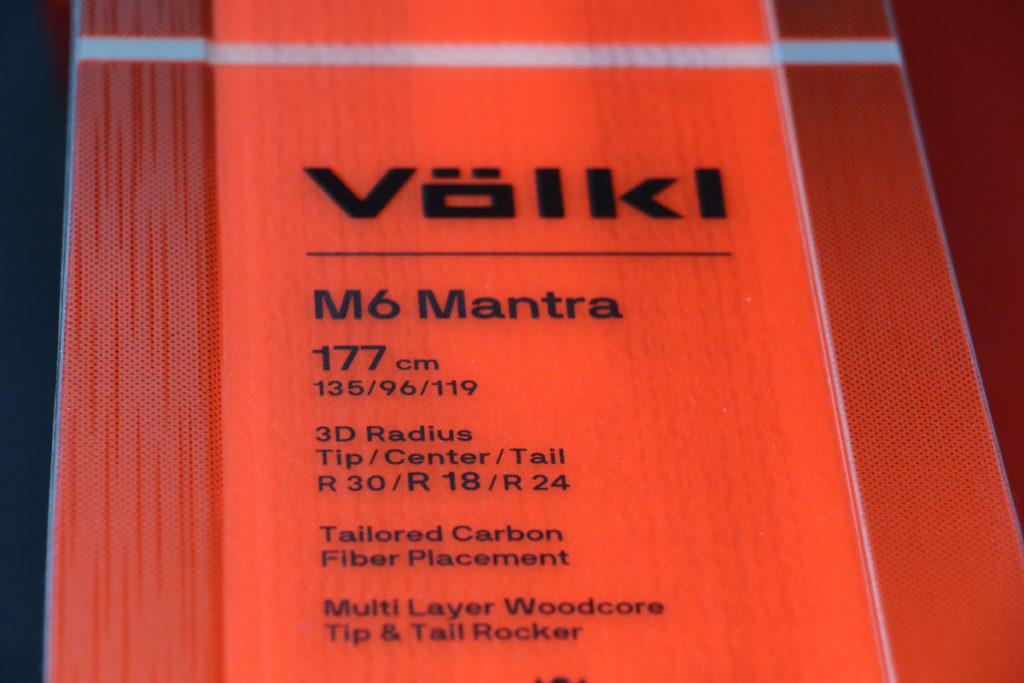 Völkl
M6 Mantra
177 cm
135/96/119
3D Radius
Tip/Center/Tail
R 30/R 18/R 24
Tailored Carbon
Fiber Placement
Multi Layer Woodcore
Tip & Tail Rocker